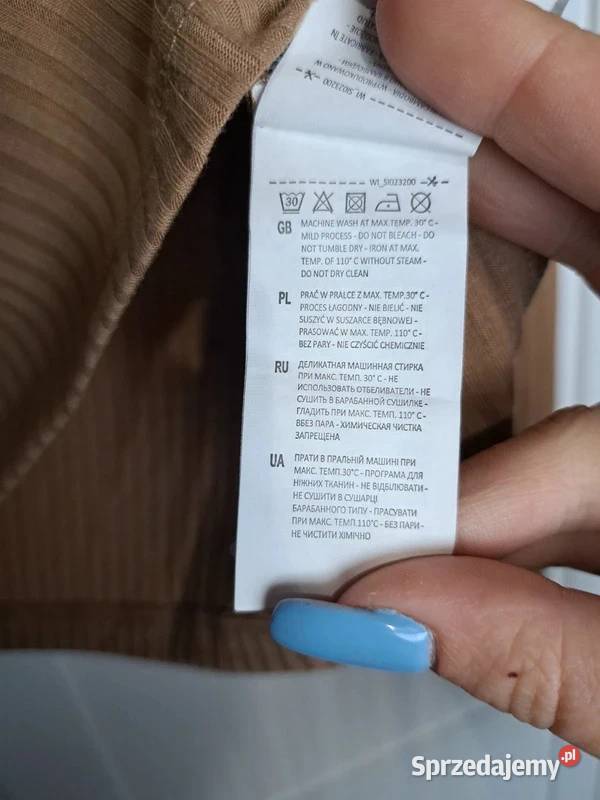 WI_SI023200
WI_SI023200
30
GB MACHINE WASH AT MAX.TEMP. 30° C -
MILD PROCESS - DO NOT BLEACH - DO
NOT TUMBLE DRY - IRON AT MAX.
TEMP. OF 110° C WITHOUT STEAM -
DO NOT DRY CLEAN
PL PRAĆ W PRALCE Z MAX. TEMP.30° C -
PROCES ŁAGODNY - NIE BIELIĆ - NIE
SUSZYĆ W SUSZARCE BĘBNOWEJ -
PRASOWAĆ W MAX. TEMP. 110° C -
BEZ PARY - NIE CZYŚCIĆ CHEMICZNIE
RU ДЕЛИКАТНАЯ МАШИННАЯ СТИРКА
ПРИ МАКС. ТЕМП. 30° C - НЕ
ИСПОЛЬЗОВАТЬ ОТБЕЛИВАТЕЛИ - НЕ
СУШИТЬ В БАРАБАННОЙ СУШИЛКЕ -
ГЛАДИТЬ ПРИ МАКС. ТЕМП. 110° C -
ВБЕЗ ПАРА - ХИМИЧЕСКАЯ ЧИСТКА
ЗАПРЕЩЕНА
UA ПРАТИ В ПРАЛЬНІЙ МАШИНІ ПРИ
МАКС. ТЕМП.30°C - ПРОГРАМА ДЛЯ
НІЖНИХ ТКАНИН - НЕ ВІДБІЛЮВАТИ -
НЕ СУШИТИ В СУШАРЦІ
БАРАБАННОГО ТИПУ - ПРАСУВАТИ
ПРИ МАКС. ТЕМП.110°C - БЕЗ ПАРИ -
НЕ ЧИСТИТИ ХІМІЧНО
Sprzedajemy.pl